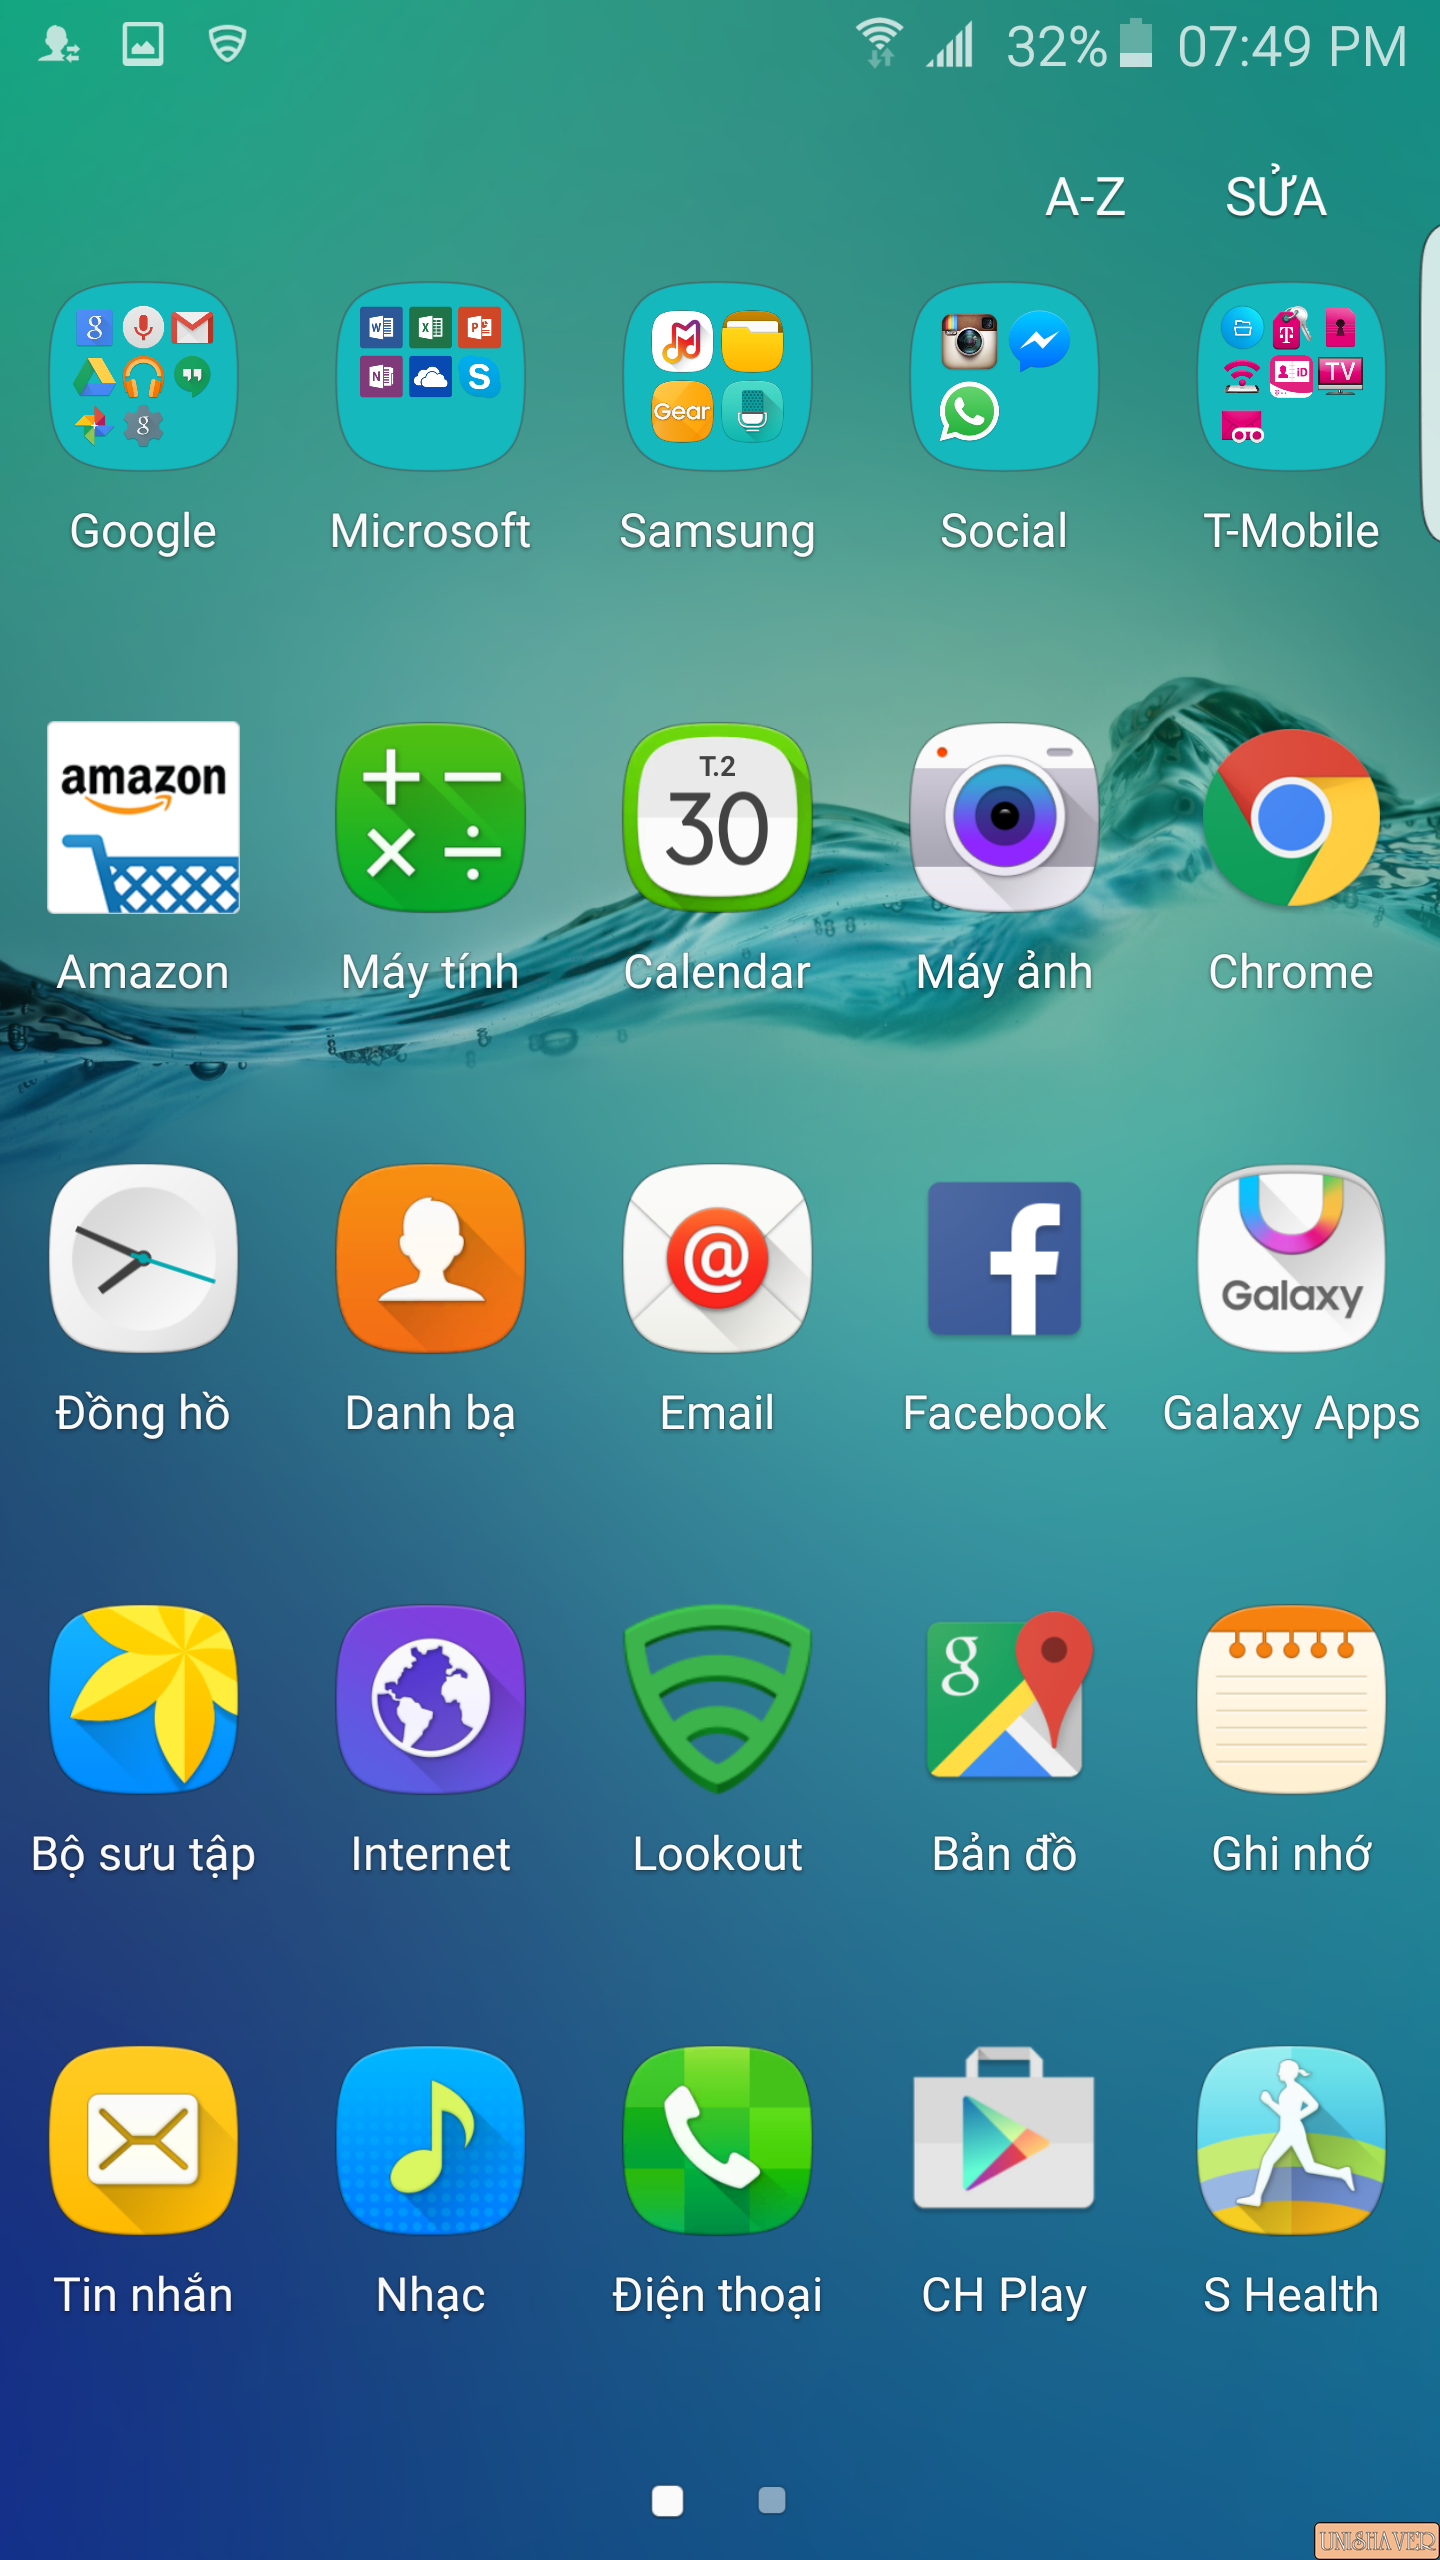 32% 07:49 PM
A-Z SỬA
Gear
TV
Google Microsoft Samsung Social T-Mobile
amazon
T.2
30
Amazon Máy tính Calendar Máy ảnh Chrome
Galaxy
Đồng hồ Danh bạ Email Facebook Galaxy Apps
Bộ sưu tập Internet Lookout Bản đồ Ghi nhớ
Tin nhắn Nhạc Điện thoại CH Play S Health
UNISHAVER